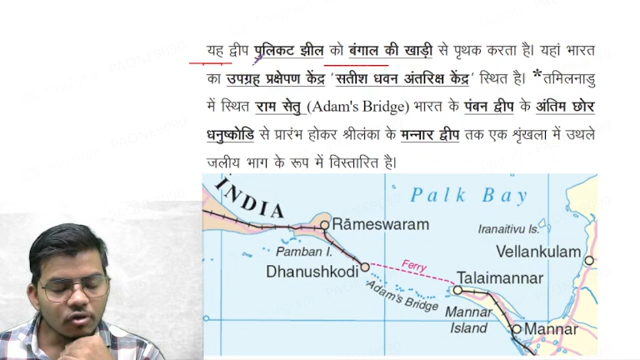 यह द्वीप पुलिकट झील को बंगाल की खाड़ी से पृथक करता है। यहां भारत
का उपग्रह प्रक्षेपण केंद्र 'सतीश धवन अंतरिक्ष केंद्र' स्थित है। *तमिलनाडु
में स्थित राम सेतु (Adam's Bridge) भारत के पंबन द्वीप के अंतिम छोर
धनुष्कोडि से प्रारंभ होकर श्रीलंका के मन्नार द्वीप तक एक शृंखला में उथले
जलीय भाग के रूप में विस्तारित है।
INDIA
Palk Bay
Rāmeswaram
Iranaitivu Is.
Pamban I.
Vellankulam
Dhanushkodi
Ferry
Talaimannar
Adam's Bridge
Mannar
Island
Mannar